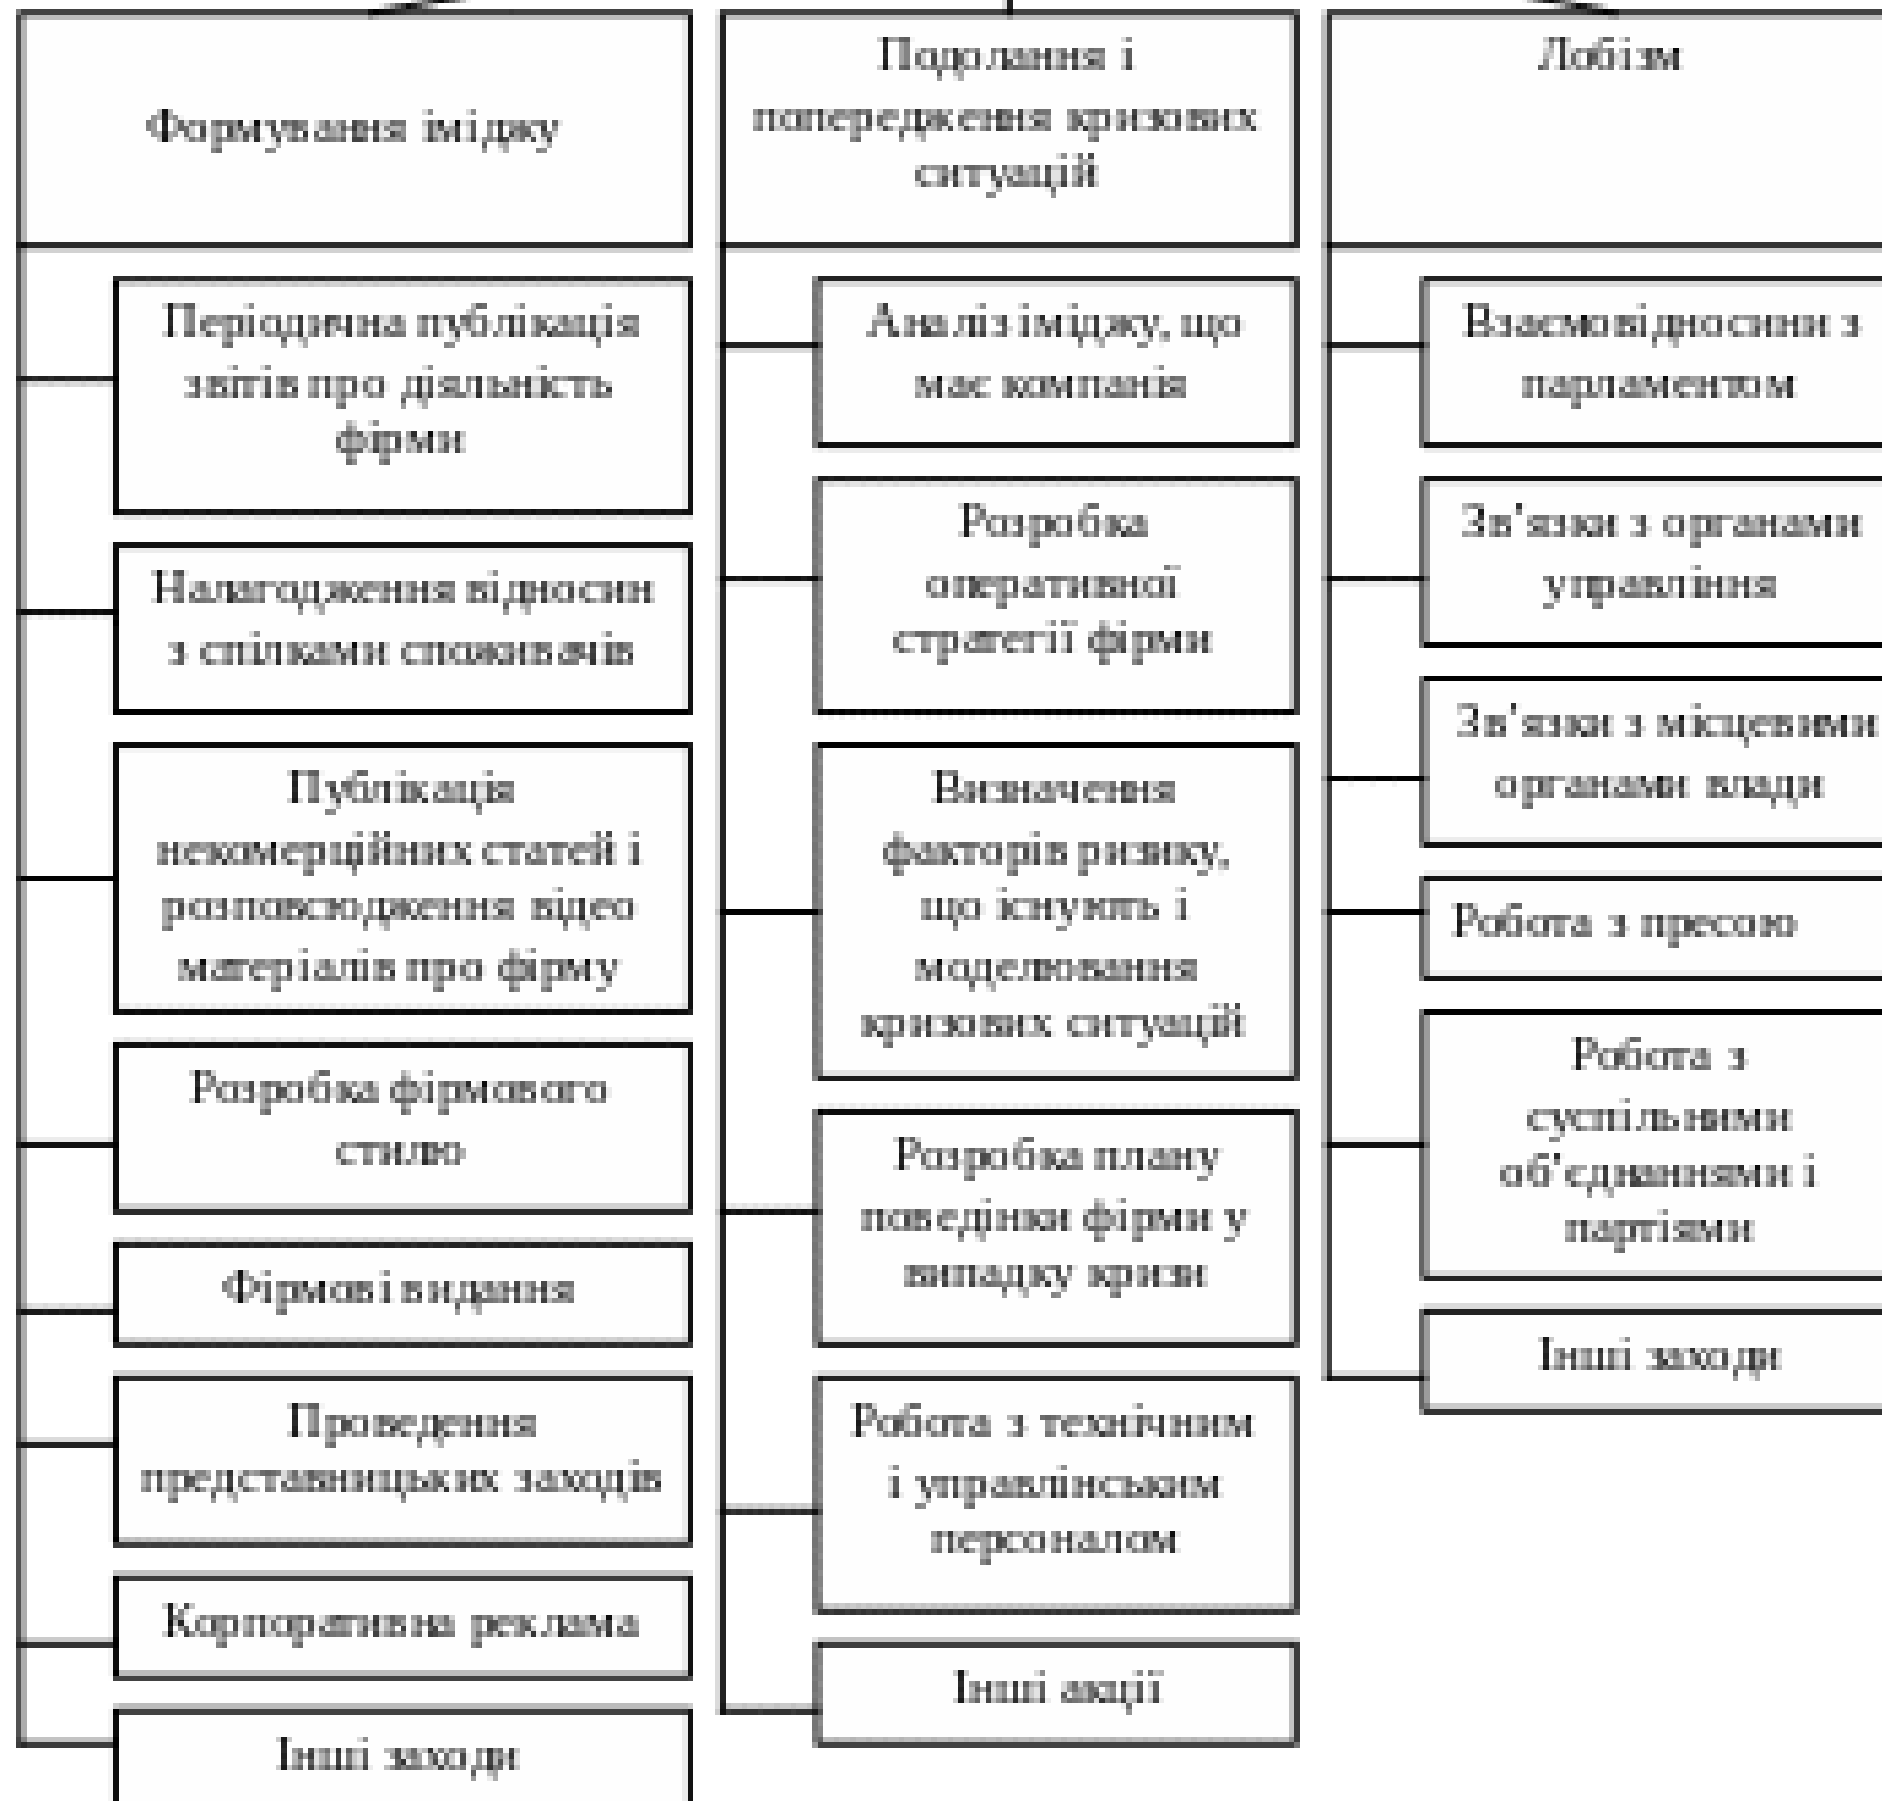 Формування іміджу
Періодична публікація
звітів про діяльність
фірми
Налагодження відносин
з спілками споживачів
Публікація
некомерційних статей і
розповсюдження відео
матеріалів про фірму
Розробка фірмового
стилю
Фірмові видання
Проведення
представницьких заходів
Корпоративна реклама
Інші заходи
Подолання і
попередження кризових
ситуацій
Аналіз іміджу, що
має компанія
Розробка
оперативної
стратегії фірми
Визначення
факторів ризику,
що існують і
моделювання
кризових ситуацій
Розробка плану
поведінки фірми у
випадку кризи
Робота з технічним
і управлінським
персоналом
Інші акції
Лобізм
Взаємовідносини з
парламентом
Зв'язки з органами
управління
Зв'язки з місцевими
органами влади
Робота з пресою
Робота з
суспільними
об'єднаннями і
партіями
Інші заходи